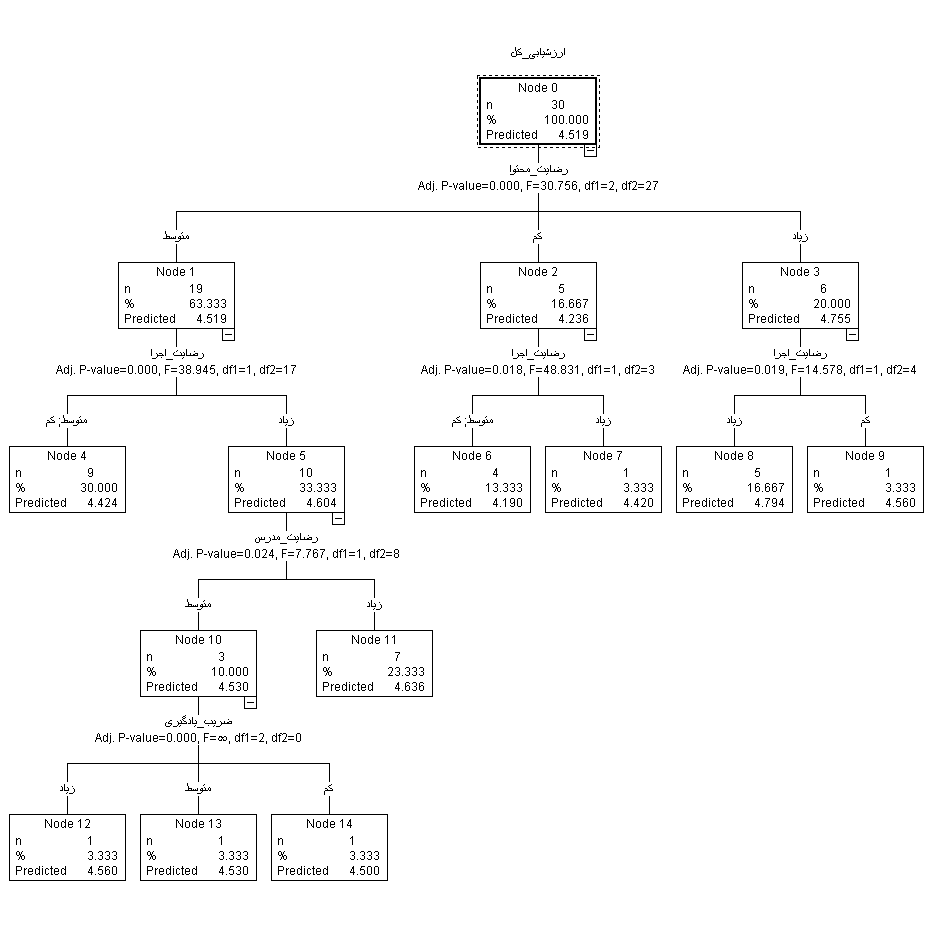 ارزشیابی_کل
Node 0
n 30
% 100.000
Predicted 4.519
رضایت_محتوا
Adj. P-value=0.000, F=30.756, df1=2, df2=27
متوسط
کم
زیاد
Node 1
n 19
% 63.333
Predicted 4.519
Node 2
n 5
% 16.667
Predicted 4.236
Node 3
n 6
% 20.000
Predicted 4.755
رضایت_اجرا
Adj. P-value=0.000, F=38.945, df1=1, df2=17
رضایت_اجرا
Adj. P-value=0.018, F=48.831, df1=1, df2=3
رضایت_اجرا
Adj. P-value=0.019, F=14.578, df1=1, df2=4
متوسط; کم
زیاد
متوسط; کم
زیاد
زیاد
کم
Node 4
n 9
% 30.000
Predicted 4.424
Node 5
n 10
% 33.333
Predicted 4.604
Node 6
n 4
% 13.333
Predicted 4.190
Node 7
n 1
% 3.333
Predicted 4.420
Node 8
n 5
% 16.667
Predicted 4.794
Node 9
n 1
% 3.333
Predicted 4.560
رضایت_مدرس
Adj. P-value=0.024, F=7.767, df1=1, df2=8
متوسط
زیاد
Node 10
n 3
% 10.000
Predicted 4.530
Node 11
n 7
% 23.333
Predicted 4.636
ضریب_یادگیری
Adj. P-value=0.000, F=∞, df1=2, df2=0
زیاد
متوسط
کم
Node 12
n 1
% 3.333
Predicted 4.560
Node 13
n 1
% 3.333
Predicted 4.530
Node 14
n 1
% 3.333
Predicted 4.500